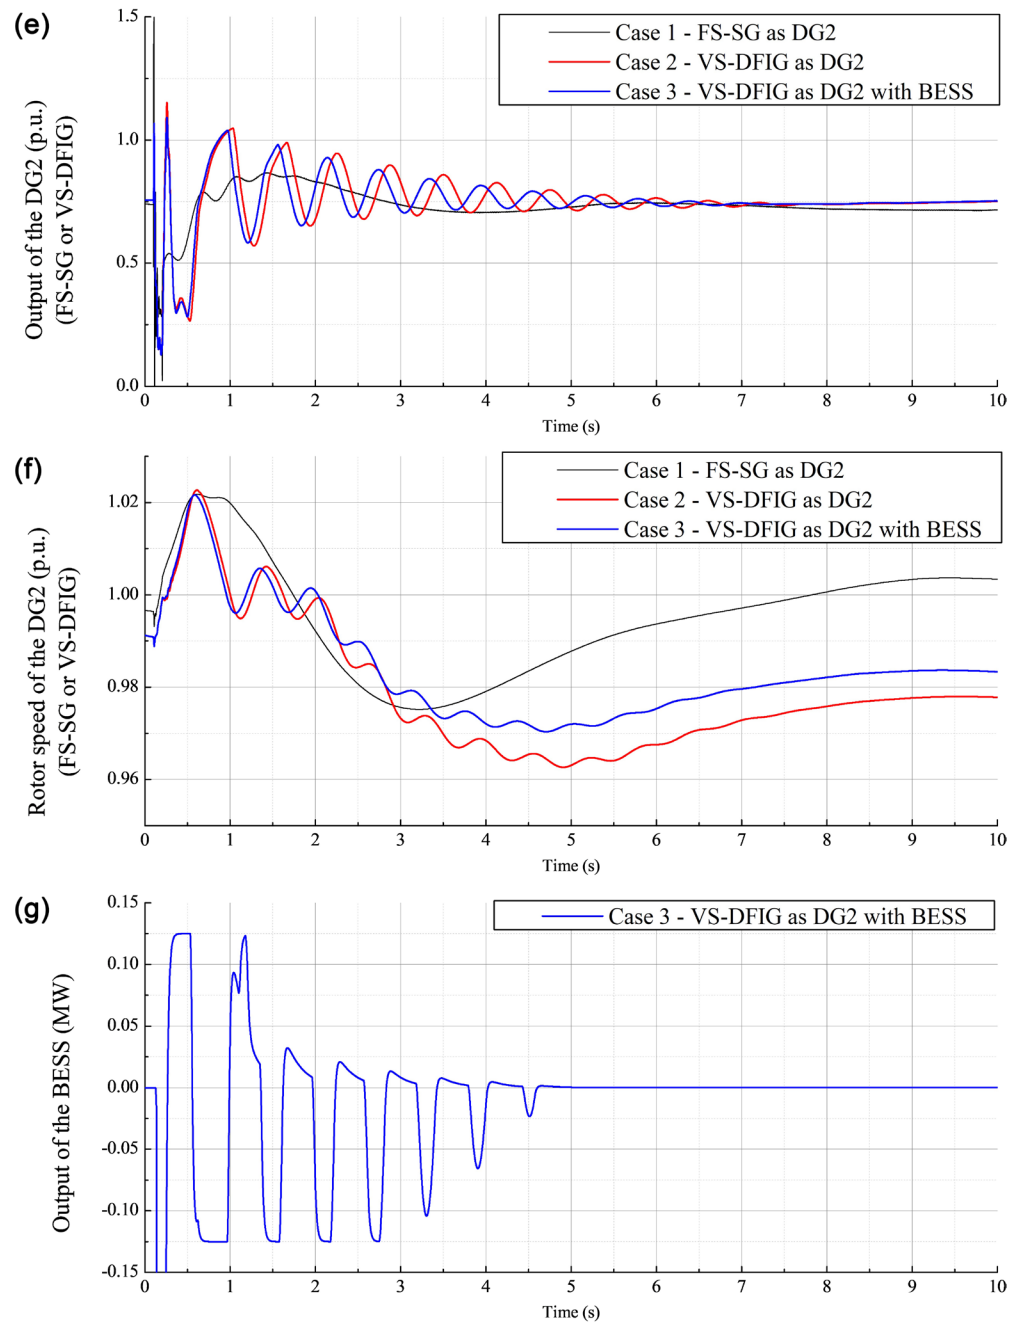 (e)
Output of the DG2 (p.u.)
(FS-SG or VS-DFIG)
1.5
1.0
0.5
0.0
Case 1 - FS-SG as DG2
Case 2 - VS-DFIG as DG2
Case 3 - VS-DFIG as DG2 with BESS
0 1 2 3 4 5 6 7 8 9 10
Time (s)
(f)
Rotor speed of the DG2 (p.u.)
(FS-SG or VS-DFIG)
1.02
1.00
0.98
0.96
Case 1 - FS-SG as DG2
Case 2 - VS-DFIG as DG2
Case 3 - VS-DFIG as DG2 with BESS
0 1 2 3 4 5 6 7 8 9 10
Time (s)
(g)
Output of the BESS (MW)
0.15
0.10
0.05
0.00
-0.05
-0.10
-0.15
Case 3 - VS-DFIG as DG2 with BESS
0 1 2 3 4 5 6 7 8 9 10
Time (s)